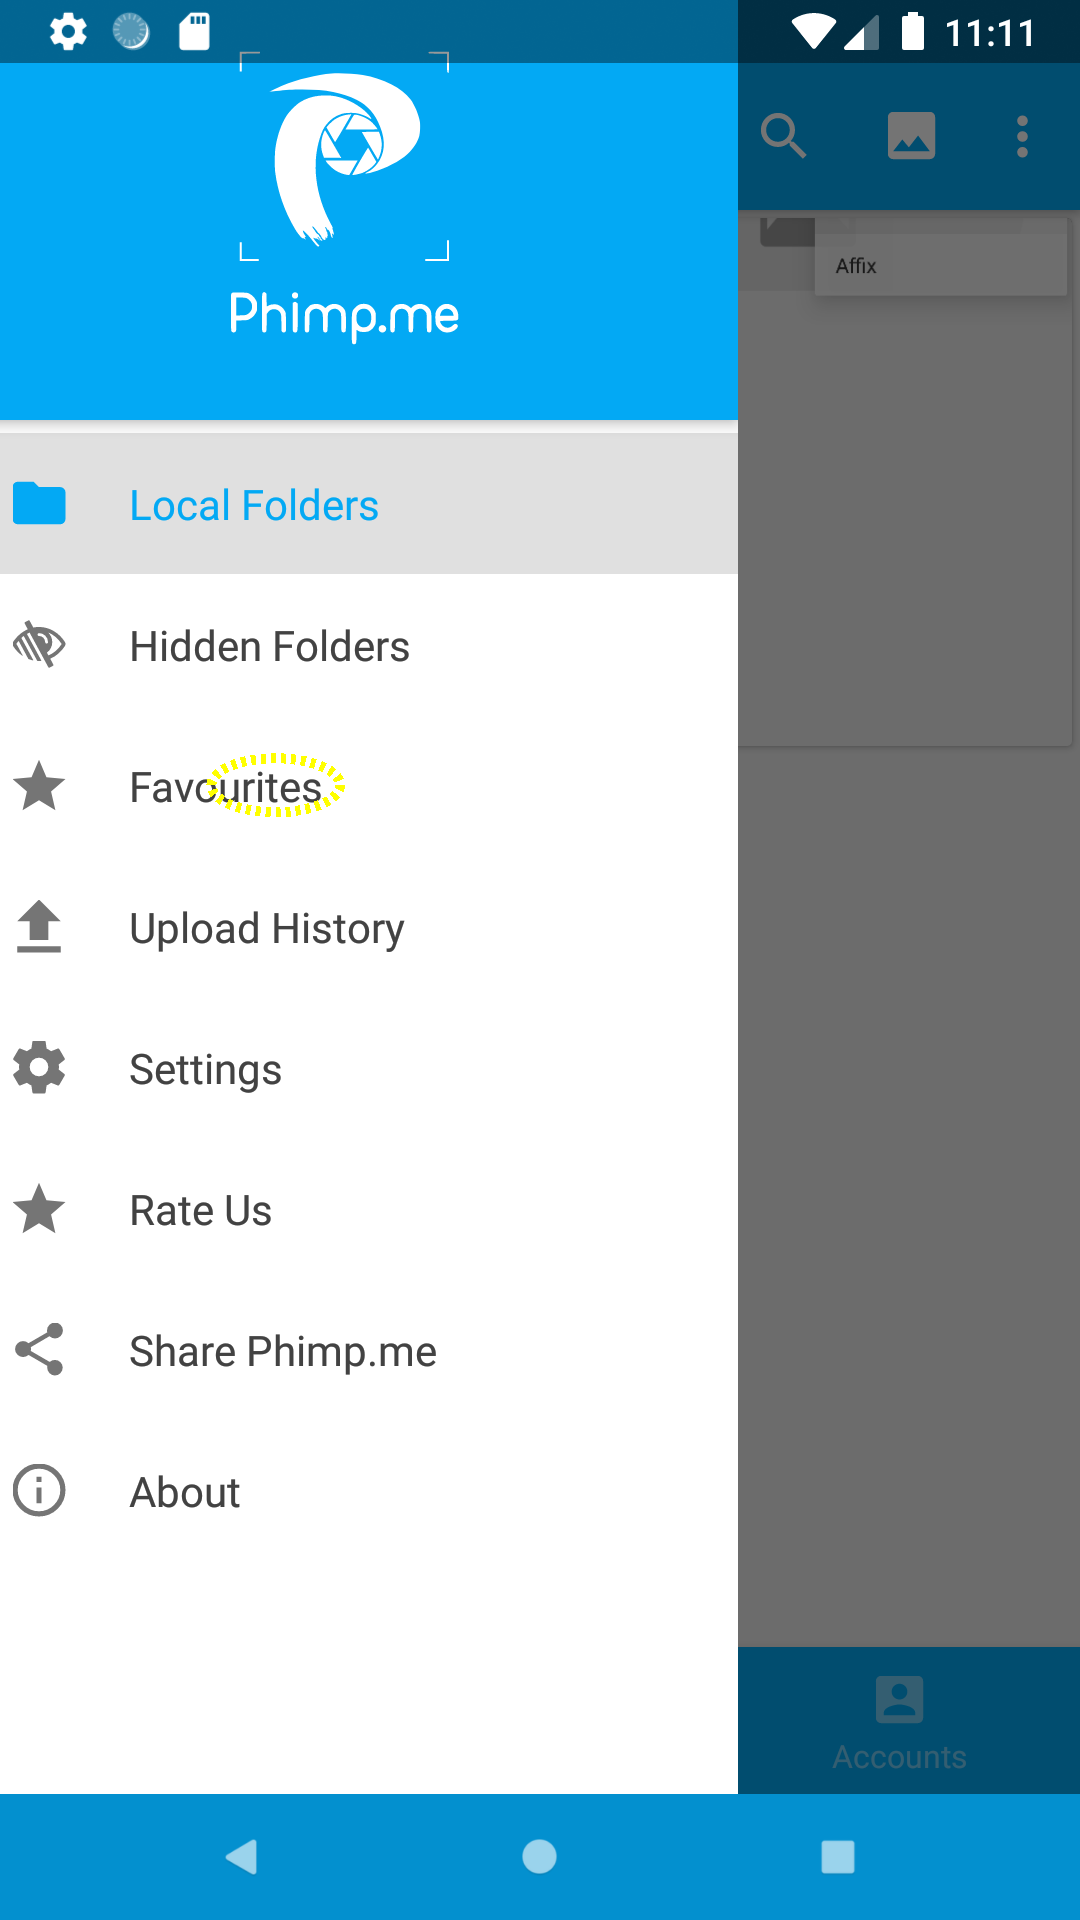 11:11
Phimp.me
Affix
Local Folders
Hidden Folders
Favourites
Upload History
Settings
Rate Us
Share Phimp.me
About
Accounts